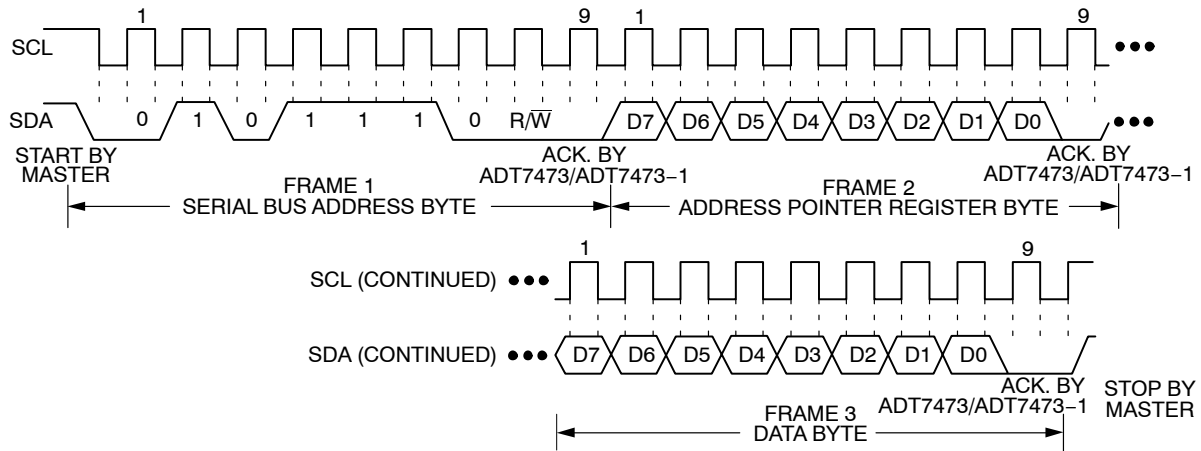 1 9 1 9
SCL
SDA 0 1 0 1 1 1 0 R/W̅ D7 D6 D5 D4 D3 D2 D1 D0
START BY
MASTER
ACK. BY
ADT7473/ADT7473−1
ACK. BY
ADT7473/ADT7473−1
FRAME 1
SERIAL BUS ADDRESS BYTE
FRAME 2
ADDRESS POINTER REGISTER BYTE
1 9
SCL (CONTINUED)
SDA (CONTINUED) D7 D6 D5 D4 D3 D2 D1 D0
ACK. BY
ADT7473/ADT7473−1
STOP BY
MASTER
FRAME 3
DATA BYTE